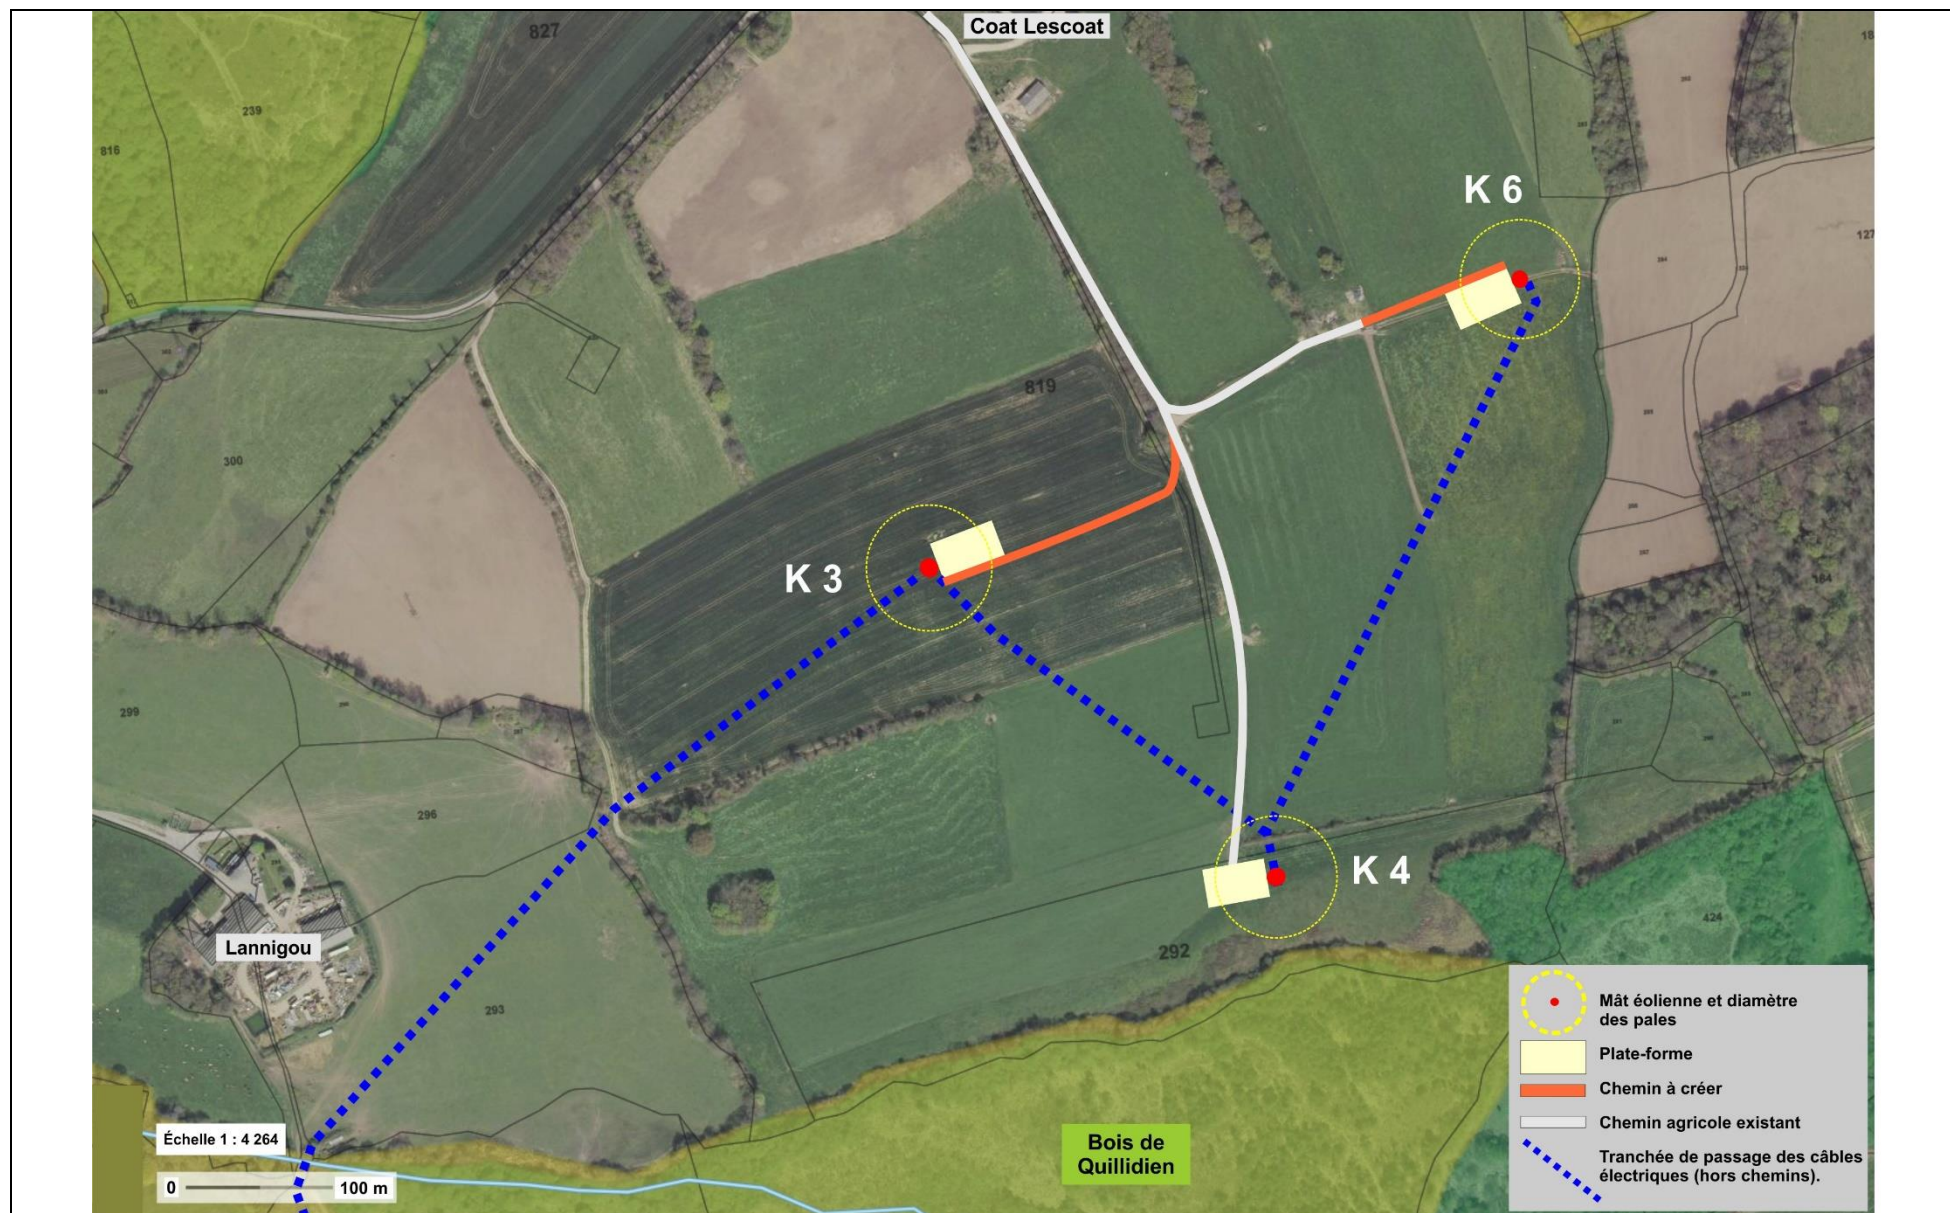 Coat Lescoat
827
239
816
K 6
127
819
300
K 3
184
299
296
K 4
424
292
Lannigou
293
Mât éolienne et diamètre
des pales
Plate-forme
Chemin à créer
Chemin agricole existant
Tranchée de passage des câbles
électriques (hors chemins).
Échelle 1 : 4 264
0 100 m
Bois de
Quillidien